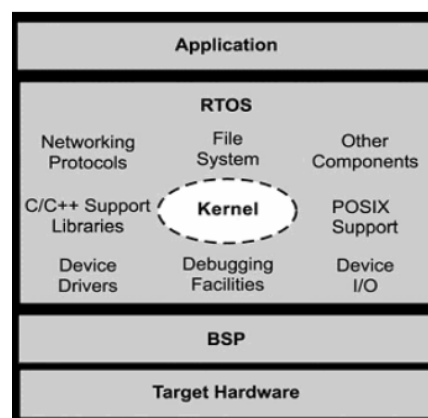 Application
RTOS
Networking
Protocols
File
System
Other
Components
C/C++ Support
Libraries
Kernel
POSIX
Support
Device
Drivers
Debugging
Facilities
Device
I/O
BSP
Target Hardware